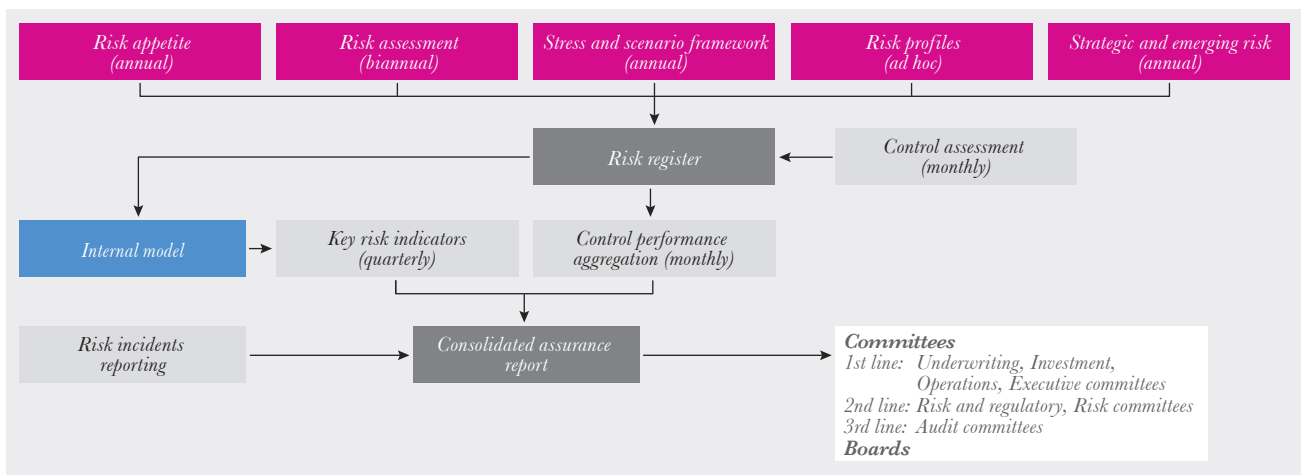 Risk appetite
(annual)
Risk assessment
(biannual)
Stress and scenario framework
(annual)
Risk profiles
(ad hoc)
Strategic and emerging risk
(annual)
Risk register
Control assessment
(monthly)
Internal model
Key risk indicators
(quarterly)
Control performance
aggregation (monthly)
Risk incidents
reporting
Consolidated assurance
report
Committees
1st line: Underwriting, Investment,
Operations, Executive committees
2nd line: Risk and regulatory, Risk committees
3rd line: Audit committees
Boards